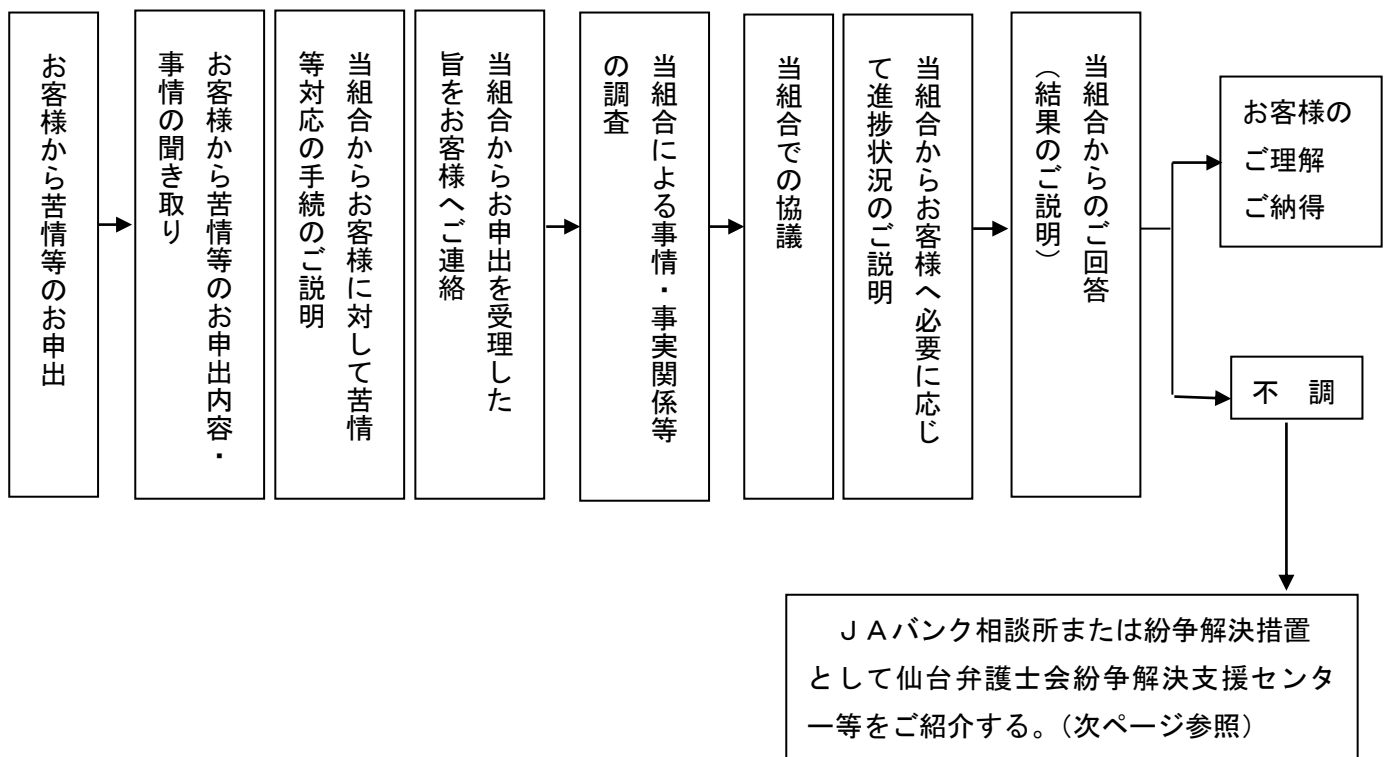 お客様から苦情等のお申出
お客様から苦情等のお申出内容・
事情の聞き取り
当組合からお客様に対して苦情
等対応の手続のご説明
当組合からお申出を受理した
旨をお客様へご連絡
当組合による事情・事実関係等
の調査
当組合での協議
当組合からお客様へ必要に応じ
て進捗状況のご説明
当組合からのご回答
（結果のご説明）
お客様の
ご理解
ご納得
不　調
ＪＡバンク相談所または紛争解決措置
として仙台弁護士会紛争解決支援センタ
ー等をご紹介する。（次ページ参照）